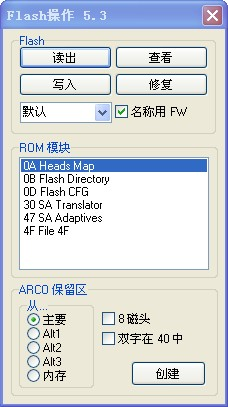 Flash操作 5.3
Flash
读出 查看
写入 修复
默认 名称用 FW
ROM 模块
0A Heads Map
0B Flash Directory
0D Flash CFG
30 SA Translator
47 SA Adaptives
4F File 4F
ARCO 保留区
从...
主要
Alt1
Alt2
Alt3
内存
8 磁头
双字在 40 中
创建